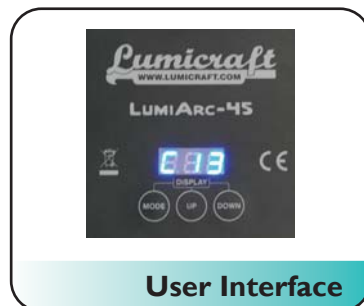 Lumicraft
WWW.LUMICRAFT.COM
LUMIARC-45
C13
CE
DISPLAY
MODE UP DOWN
User Interface